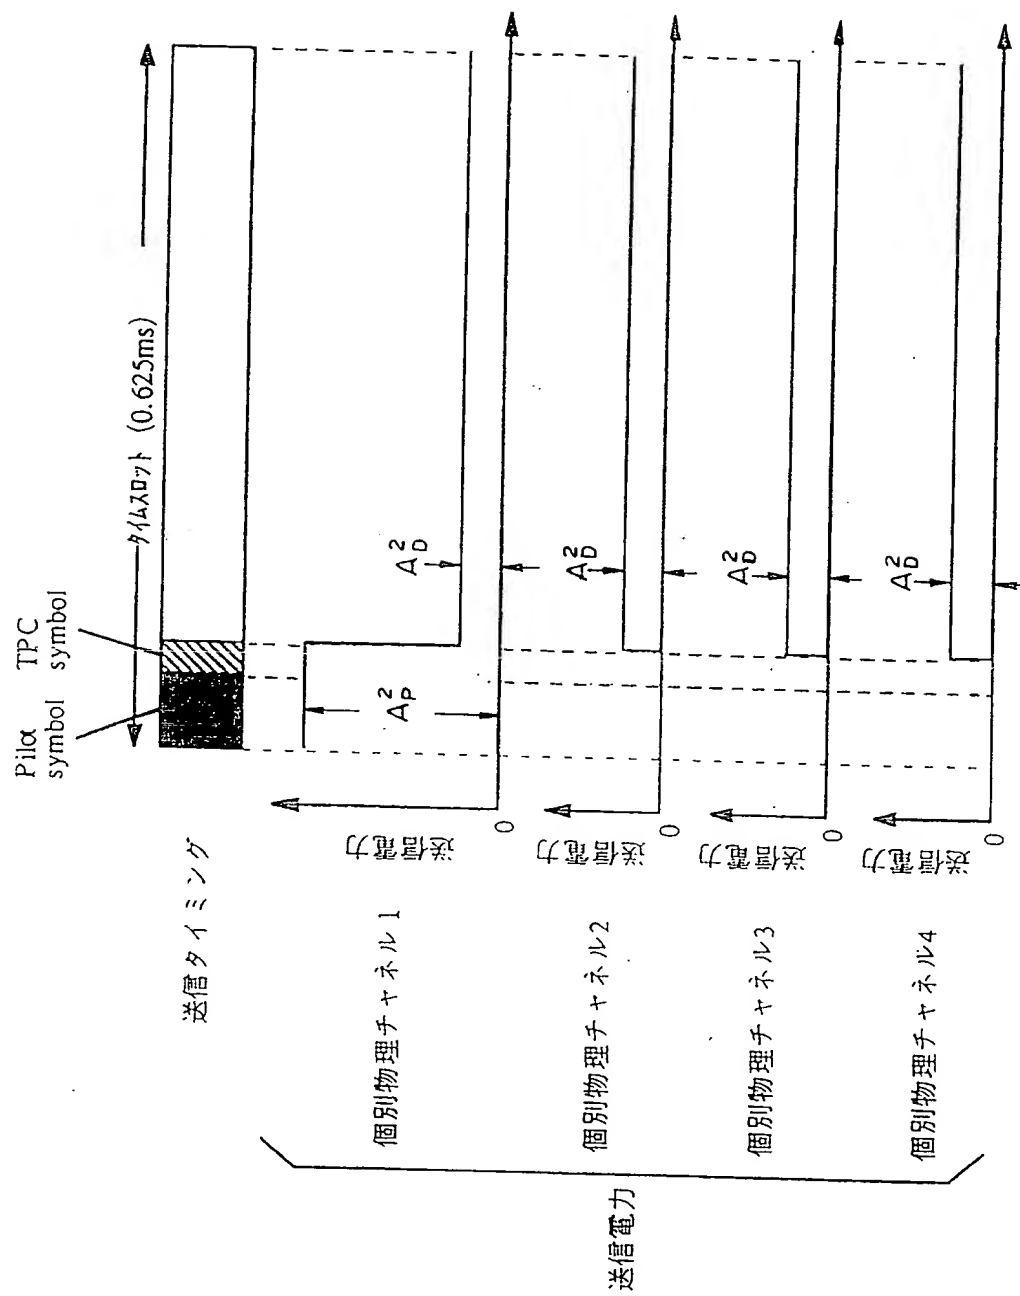 Pilα
symbol
TPC
symbol
タイムスロット (0.625ms)
送信タイミング
送信電力
個別物理チャネル1
送信電力
0
A²P
A²D
個別物理チャネル2
送信電力
0
A²D
個別物理チャネル3
送信電力
0
A²D
個別物理チャネル4
送信電力
0
A²D